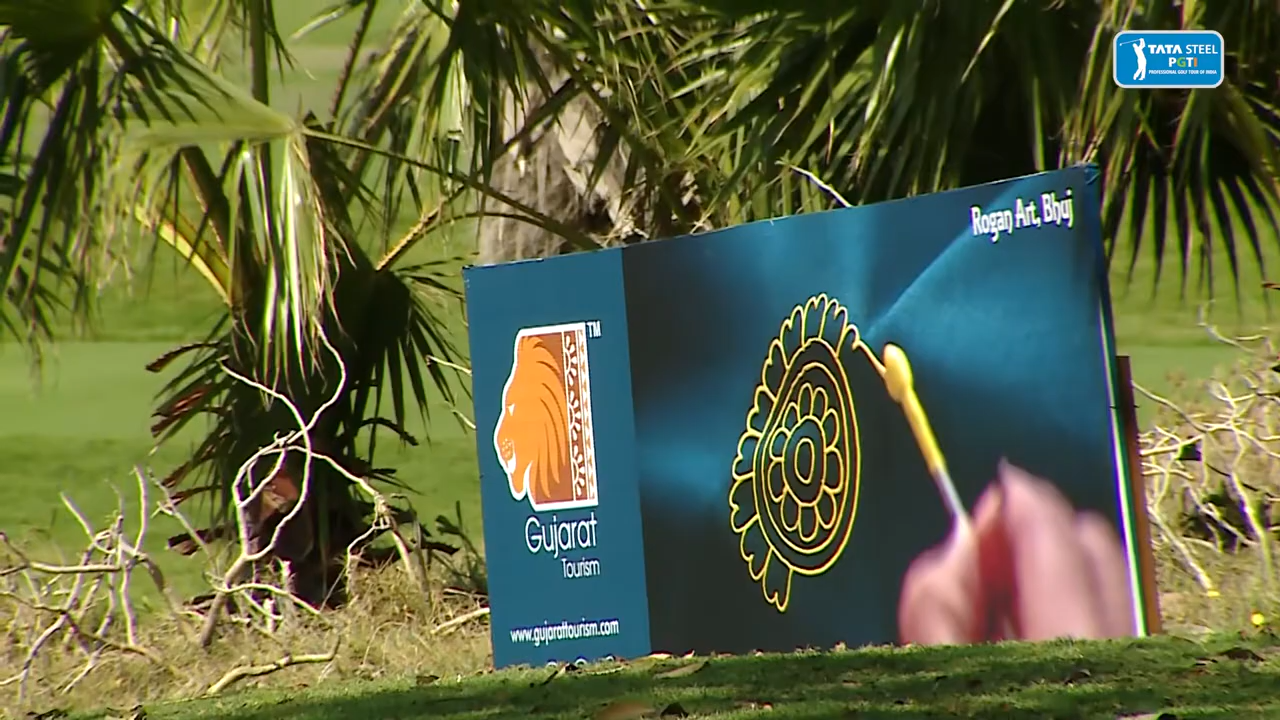 TATA STEEL
PGTI
PROFESSIONAL GOLF TOUR OF INDIA
Rogan Art, Bhuj
TM
Gujarat
Tourism
www.gujarattourism.com